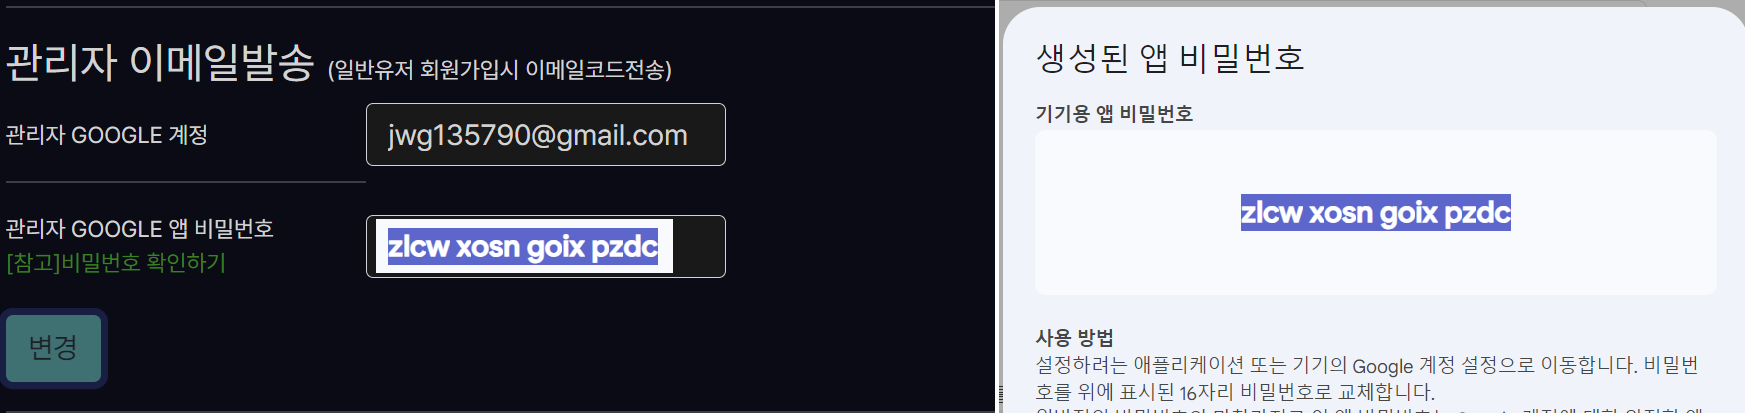 관리자 이메일발송 (일반유저 회원가입시 이메일코드전송)
관리자 GOOGLE 계정
jwg135790@gmail.com
관리자 GOOGLE 앱 비밀번호
[참고]비밀번호 확인하기
zlcw xosn goix pzdc
변경
생성된 앱 비밀번호
기기용 앱 비밀번호
zlcw xosn goix pzdc
사용 방법
설정하려는 애플리케이션 또는 기기의 Google 계정 설정으로 이동합니다. 비밀번
호를 위에 표시된 16자리 비밀번호로 교체합니다.